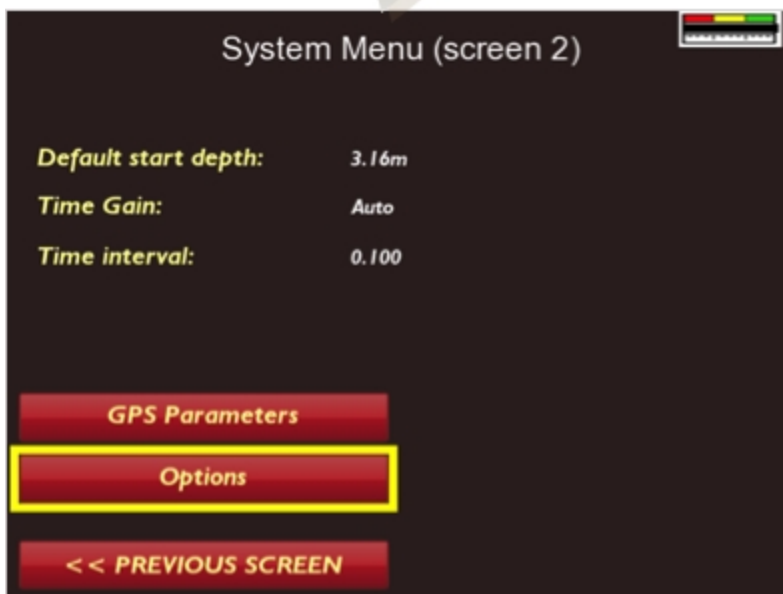 System Menu (screen 2)
Default start depth: 3.16m
Time Gain: Auto
Time interval: 0.100
GPS Parameters
Options
<< PREVIOUS SCREEN